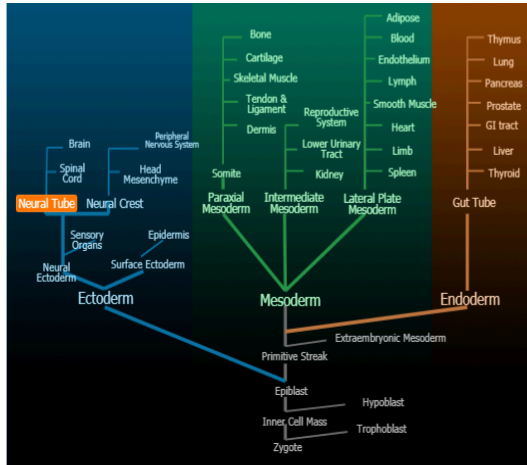 Adipose
Bone
Blood
Thymus
Cartilage
Endothelium
Lung
Skeletal Muscle
Lymph
Pancreas
Tendon &
Ligament
Reproductive
System
Smooth Muscle
Prostate
Peripheral
Nervous System
Brain
Dermis
Heart
GI tract
Lower Urinary
Tract
Limb
Liver
Spinal
Cord
Head
Mesenchyme
Somite
Kidney
Spleen
Thyroid
Neural Tube
Neural Crest
Paraxial
Mesoderm
Intermediate
Mesoderm
Lateral Plate
Mesoderm
Gut Tube
Sensory
Organs
Epidermis
Neural
Ectoderm
Surface Ectoderm
Ectoderm
Mesoderm
Endoderm
Extraembryonic Mesoderm
Primitive Streak
Epiblast
Hypoblast
Inner Cell Mass
Trophoblast
Zygote